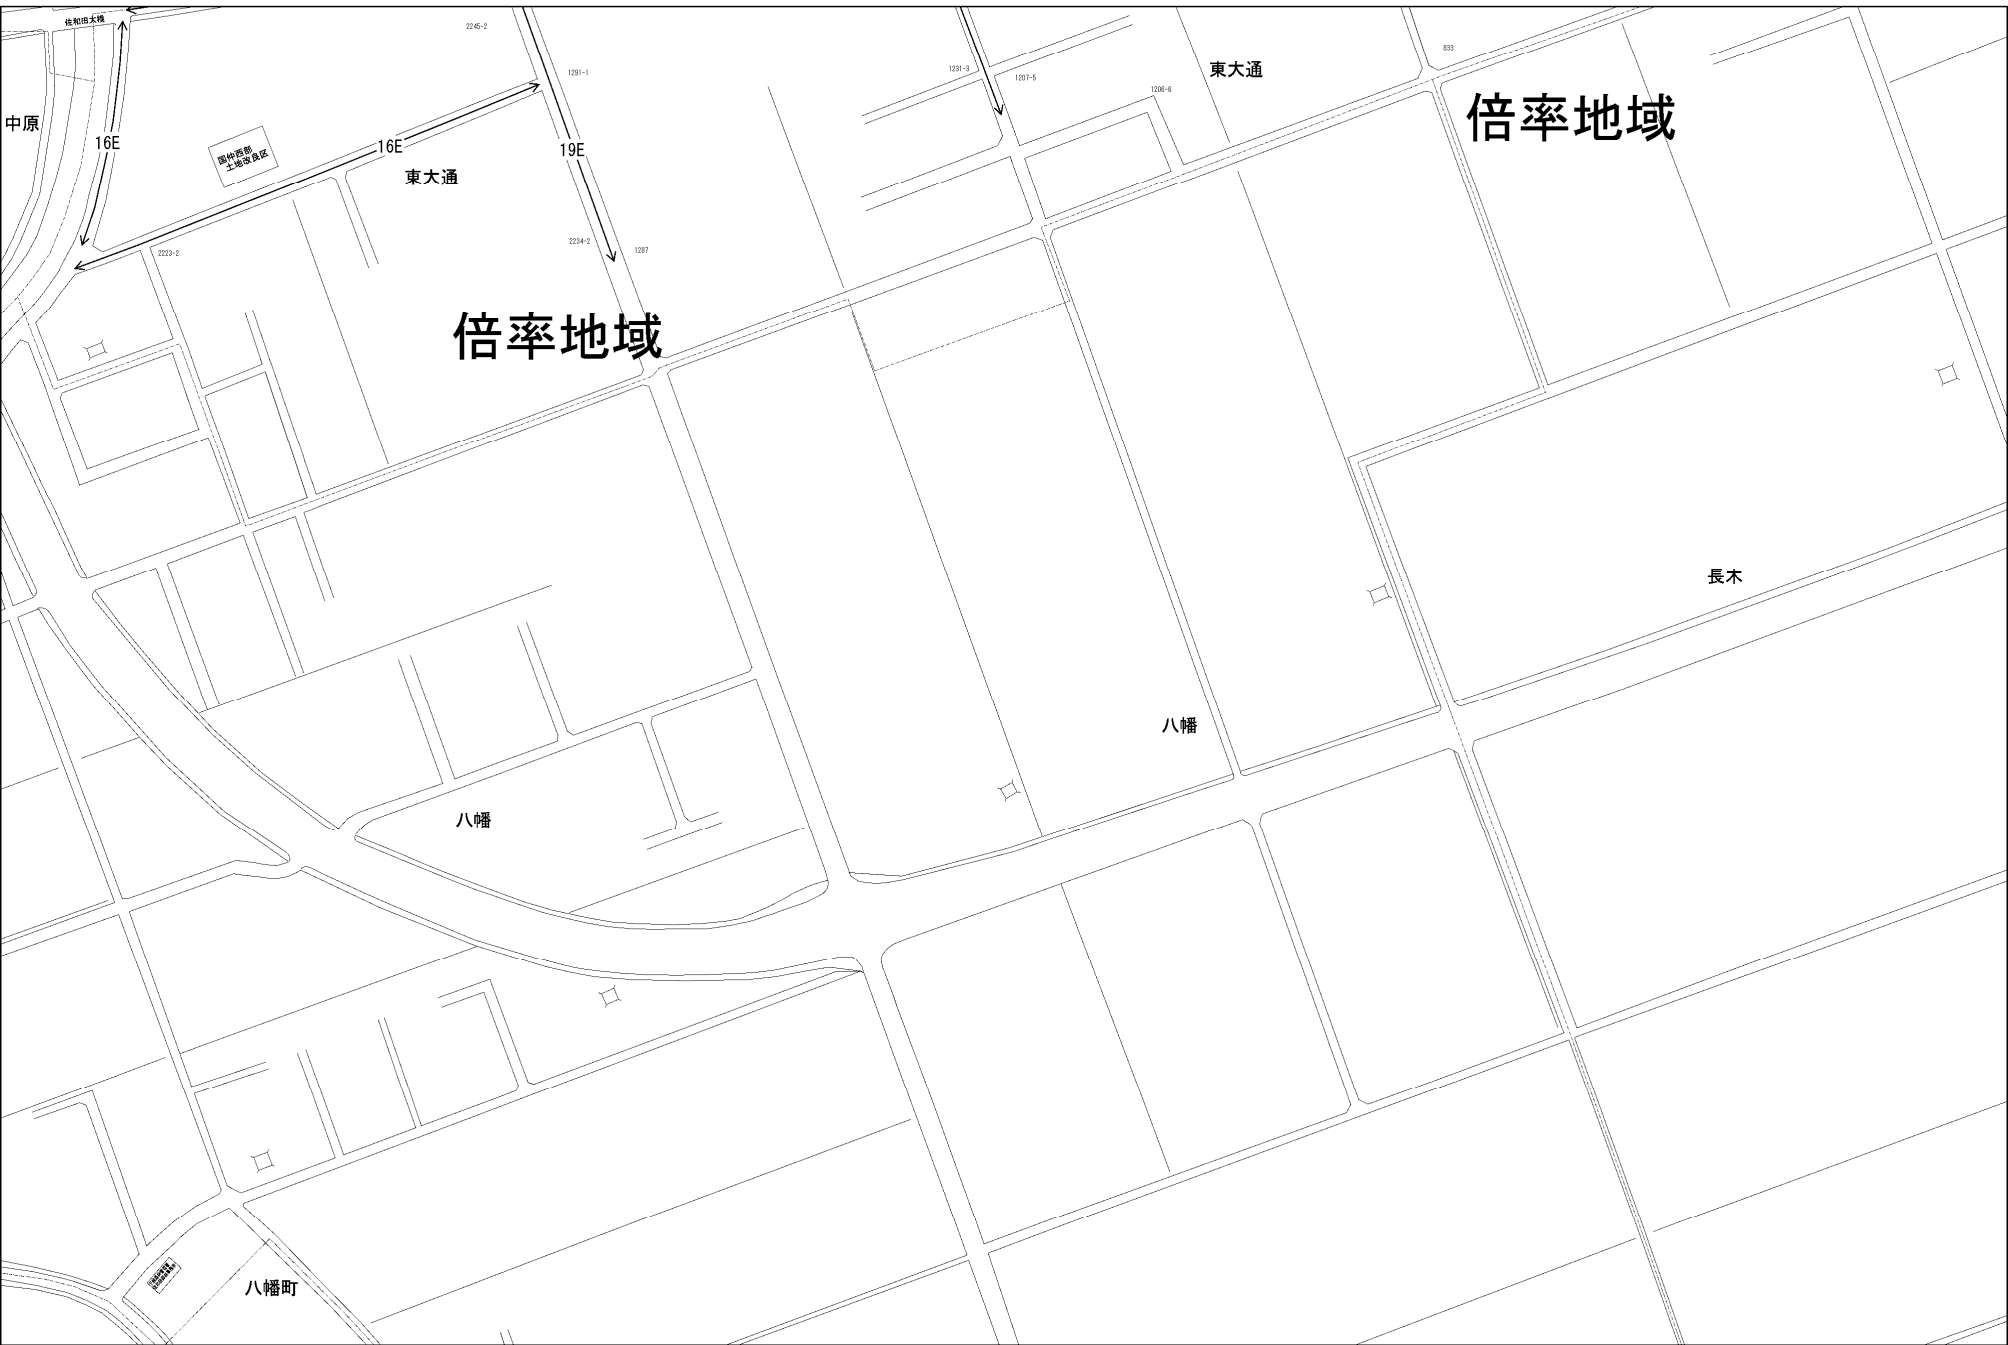 佐和田大橋
2245-2
833
1291-1
1231-3
東大通
1207-5
1206-6
倍率地域
中原
16E
16E
19E
国仲西部
土地改良区
東大通
2223-2
2234-2
1287
倍率地域
長木
八幡
八幡
八幡町